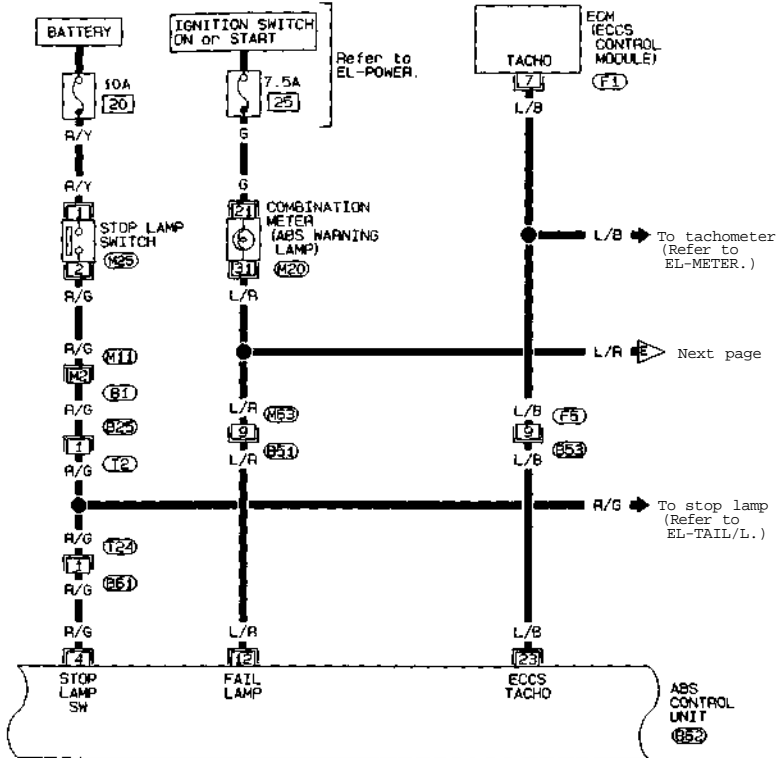 BATTERY
IGNITION SWITCH
ON or START
Refer to
EL-POWER.
ECM
(ECCS
CONTROL
MODULE)
TACHO
7
F1
10A
20
7.5A
25
R/Y
G
L/B
R/Y
G
1
STOP LAMP
SWITCH
M25
2
21
COMBINATION
METER
(ABS WARNING
LAMP)
31
M20
L/B
To tachometer
(Refer to
EL-METER.)
R/G
L/R
R/G
M11
M2
B1
R/G
B25
1
T2
R/G
L/R
E
Next page
L/R
M63
9
B51
L/R
L/B
F5
9
B53
L/B
R/G
To stop lamp
(Refer to
EL-TAIL/L.)
R/G
T24
1
B61
R/G
R/G
L/R
L/B
4
12
23
STOP
LAMP
SW
FAIL
LAMP
ECCS
TACHO
ABS
CONTROL
UNIT
B52